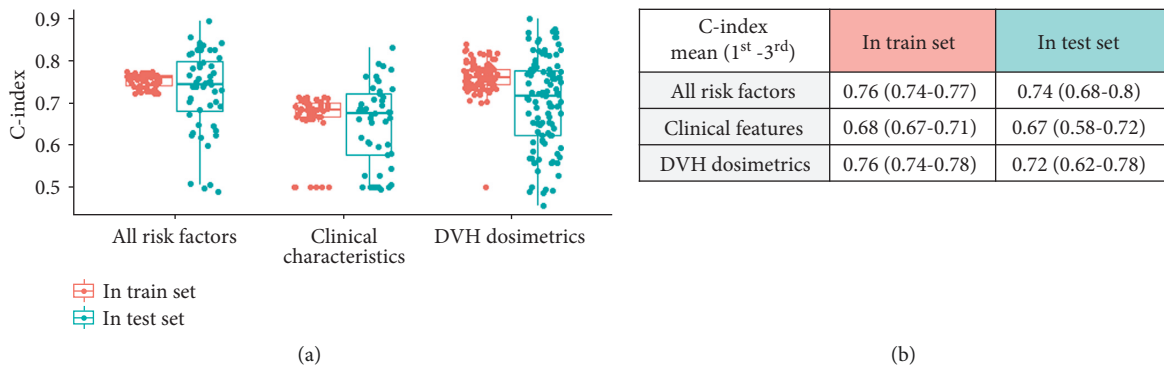 0.9
0.8
0.7
0.6
0.5
C-index
All risk factors
Clinical
characteristics
DVH dosimetrics
In train set
In test set
(a)
C-index
mean (1st -3rd)
In train set
In test set
All risk factors
0.76 (0.74-0.77)
0.74 (0.68-0.8)
Clinical features
0.68 (0.67-0.71)
0.67 (0.58-0.72)
DVH dosimetrics
0.76 (0.74-0.78)
0.72 (0.62-0.78)
(b)